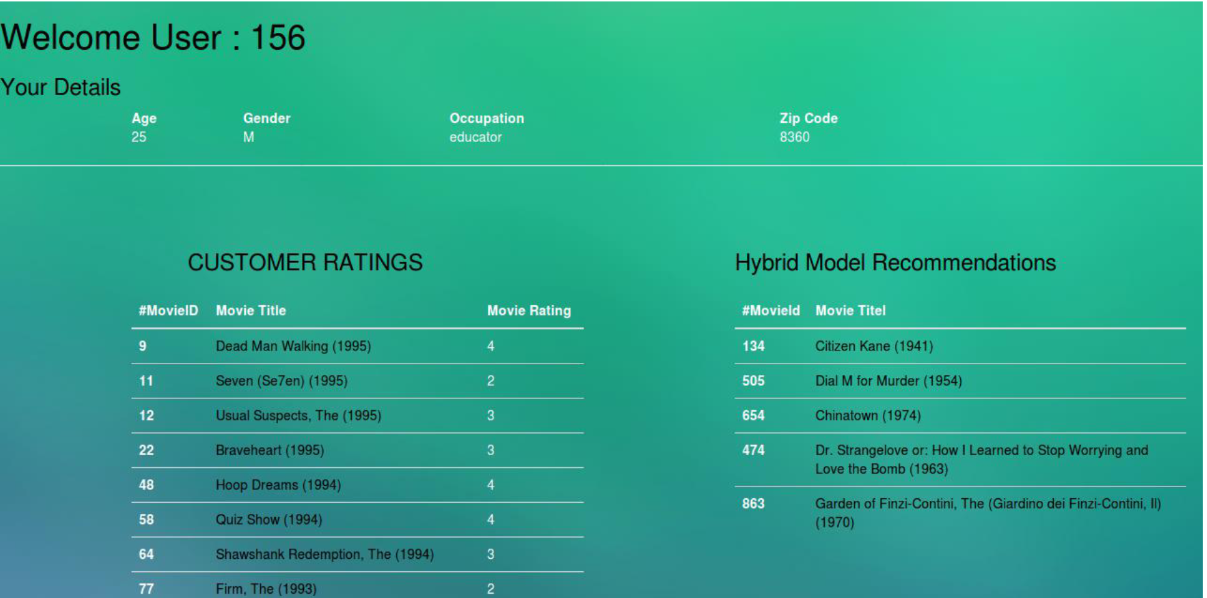 Welcome User : 156
Your Details
Age Gender Occupation Zip Code
25 M educator 8360
CUSTOMER RATINGS
#MovieID Movie Title Movie Rating
9 Dead Man Walking (1995) 4
11 Seven (Se7en) (1995) 2
12 Usual Suspects, The (1995) 3
22 Braveheart (1995) 3
48 Hoop Dreams (1994) 4
58 Quiz Show (1994) 4
64 Shawshank Redemption, The (1994) 3
77 Firm, The (1993) 2
Hybrid Model Recommendations
#MovieId Movie Titel
134 Citizen Kane (1941)
505 Dial M for Murder (1954)
654 Chinatown (1974)
474 Dr. Strangelove or: How I Learned to Stop Worrying and
Love the Bomb (1963)
863 Garden of Finzi-Contini, The (Giardino dei Finzi-Contini, Il)
(1970)